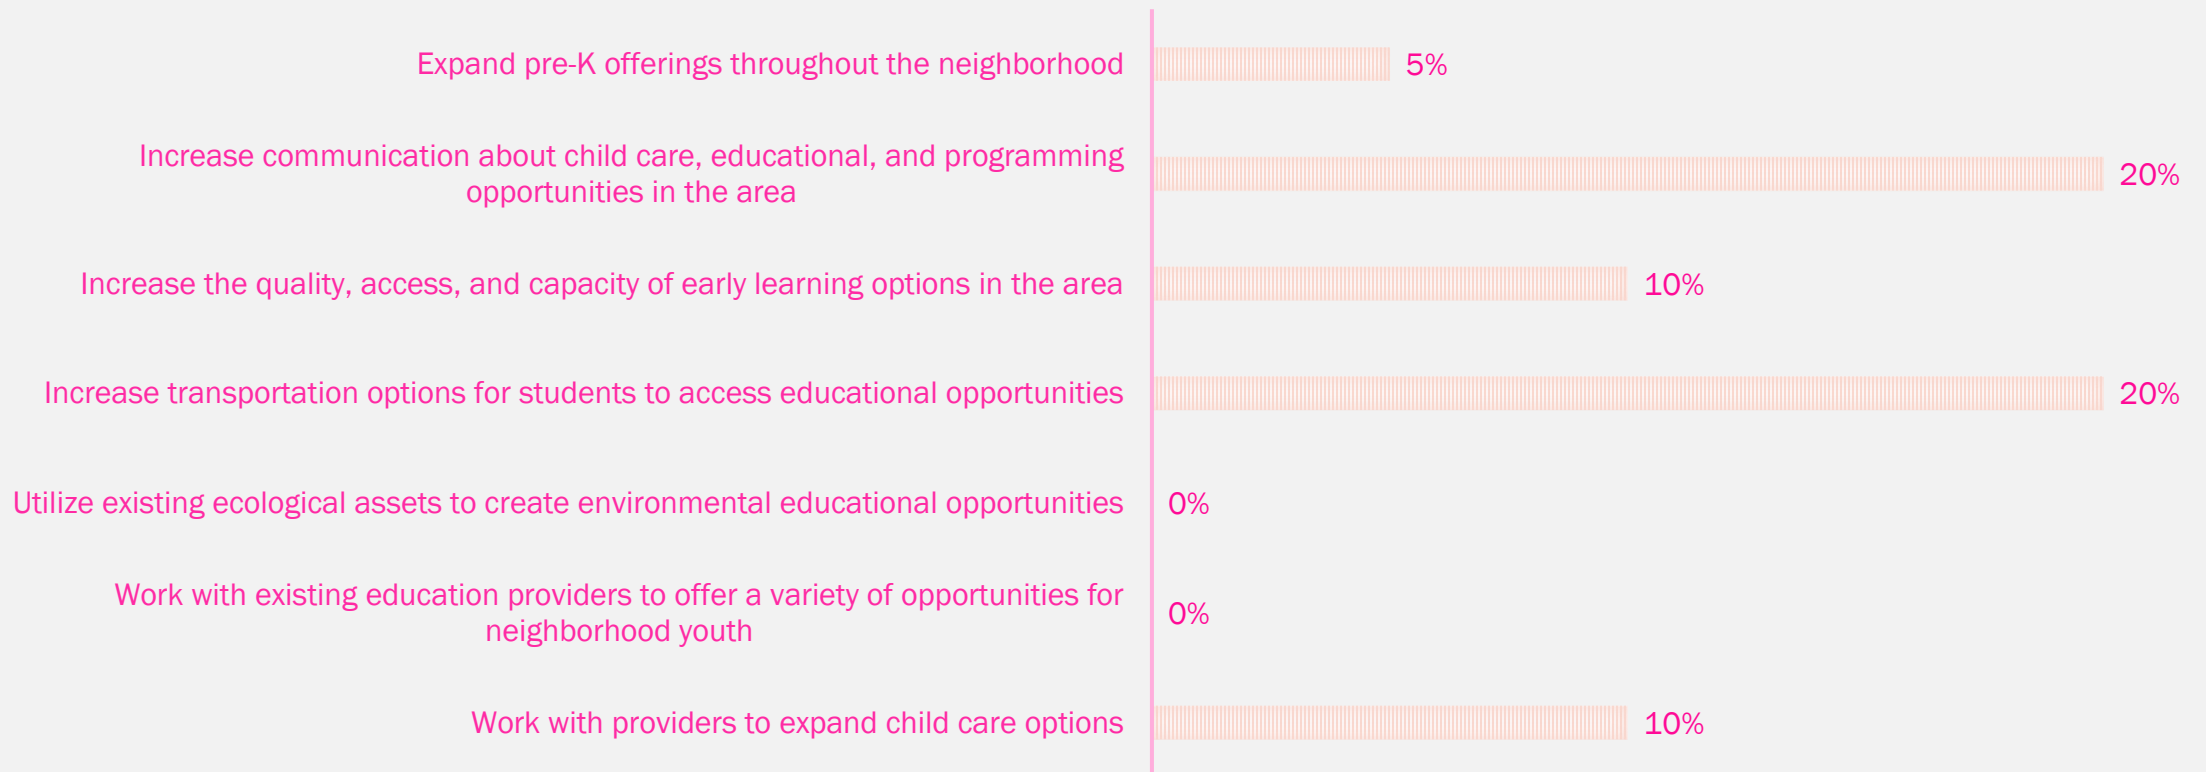 Expand pre-K offerings throughout the neighborhood
5%
Increase communication about child care, educational, and programming
opportunities in the area
20%
Increase the quality, access, and capacity of early learning options in the area
10%
Increase transportation options for students to access educational opportunities
20%
Utilize existing ecological assets to create environmental educational opportunities
0%
Work with existing education providers to offer a variety of opportunities for
neighborhood youth
0%
Work with providers to expand child care options
10%